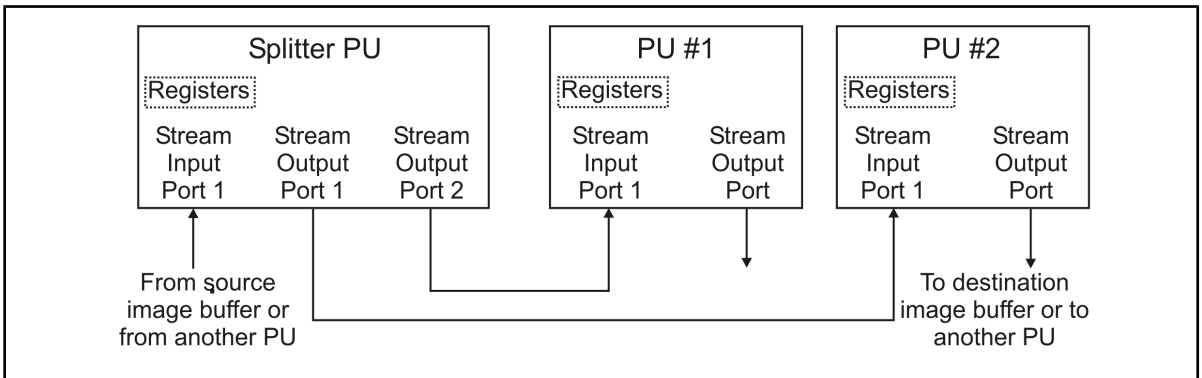 Splitter PU
Registers
Stream
Input
Port 1
Stream
Output
Port 1
Stream
Output
Port 2
PU #1
Registers
Stream
Input
Port 1
Stream
Output
Port
PU #2
Registers
Stream
Input
Port 1
Stream
Output
Port
From source
image buffer or
from another PU
To destination
image buffer or to
another PU